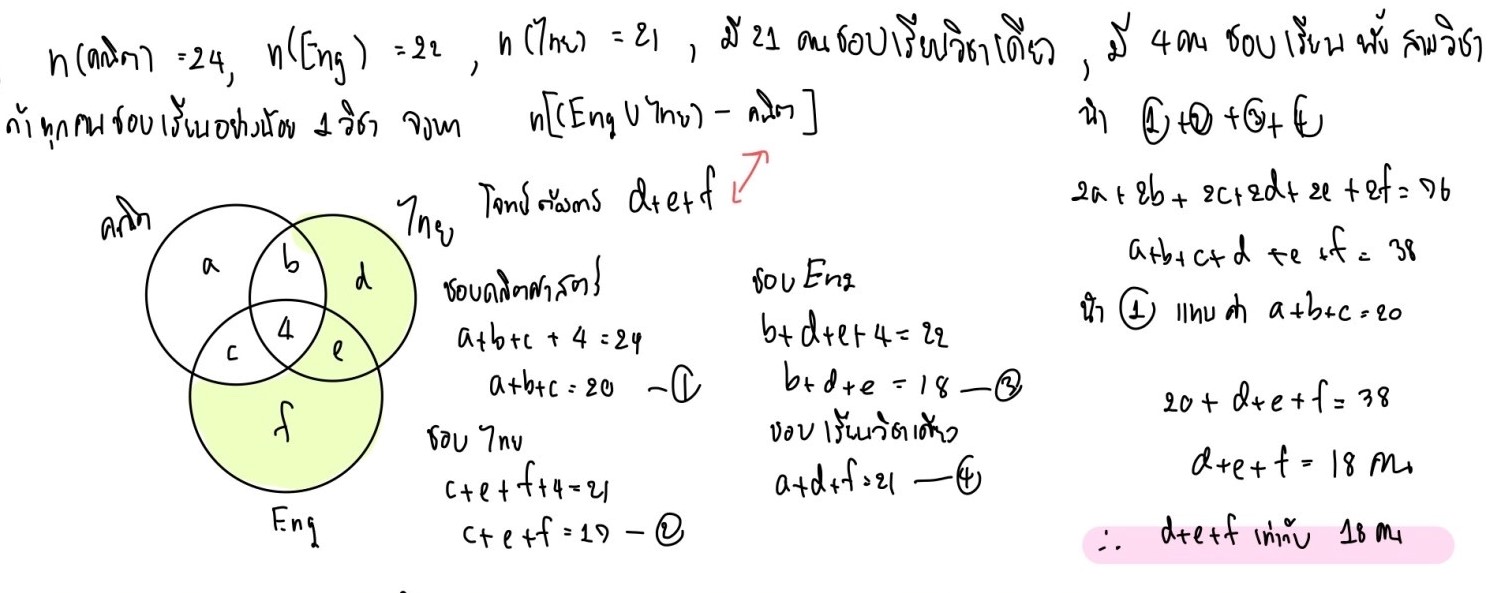 n(คณิต) =24, n(Eng) =22, n(ไทย) =21, มี 21 คนชอบเรียนวิชาเดียว, มี 4 คน ชอบเรียน ทั้ง สามวิชา
ถ้าทุกคนชอบเรียนอย่างน้อย 1 วิชา จงหา n[(Eng ∪ ไทย) - คณิต]
โจทย์ต้องการ d+e+f
คณิต
ไทย
a
b
d
4
c
e
f
Eng
ชอบคณิตศาสตร์
a+b+c + 4 = 24
a+b+c = 20 - ①
ชอบ ไทย
c+e+f+4=21
c+e+f=17 - ②
ชอบ Eng
b+d+e+4=22
b+d+e = 18 - ③
ชอบเรียนวิชาเดียว
a+d+f=21 - ④
นำ ①+②+③+④
2a+2b+2c+2d+2e+2f=76
a+b+c+d+e+f=38
นำ ① แทนค่า a+b+c=20
20+d+e+f=38
d+e+f=18 คน
∴ d+e+f เท่ากับ 18 คน